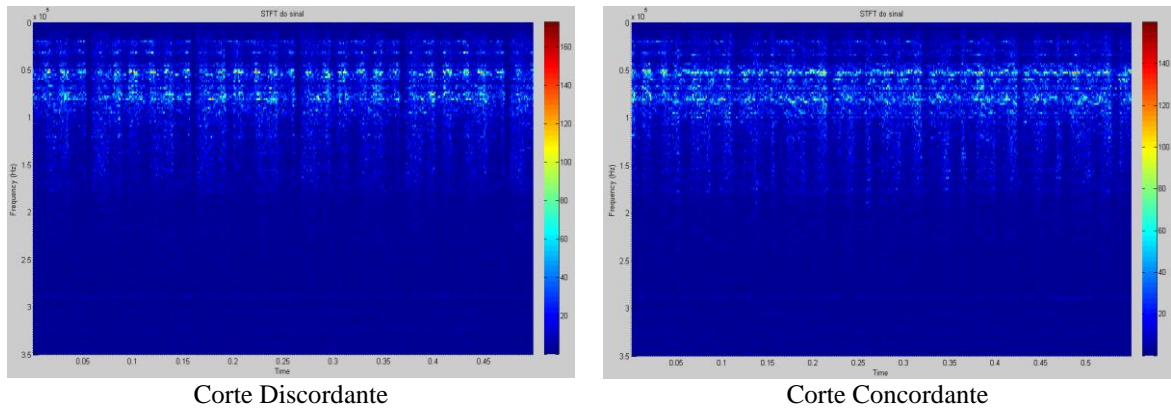 x 10⁵
STFT do sinal
0
0.5
1
1.5
2
2.5
3
3.5
Frequency (Hz)
0.05 0.1 0.15 0.2 0.25 0.3 0.35 0.4 0.45
Time
160
140
120
100
80
60
40
20
Corte Discordante
x 10⁵
STFT do sinal
0
0.5
1
1.5
2
2.5
3
3.5
Frequency (Hz)
0.05 0.1 0.15 0.2 0.25 0.3 0.35 0.4 0.45 0.5
Time
160
140
120
100
80
60
40
20
Corte Concordante